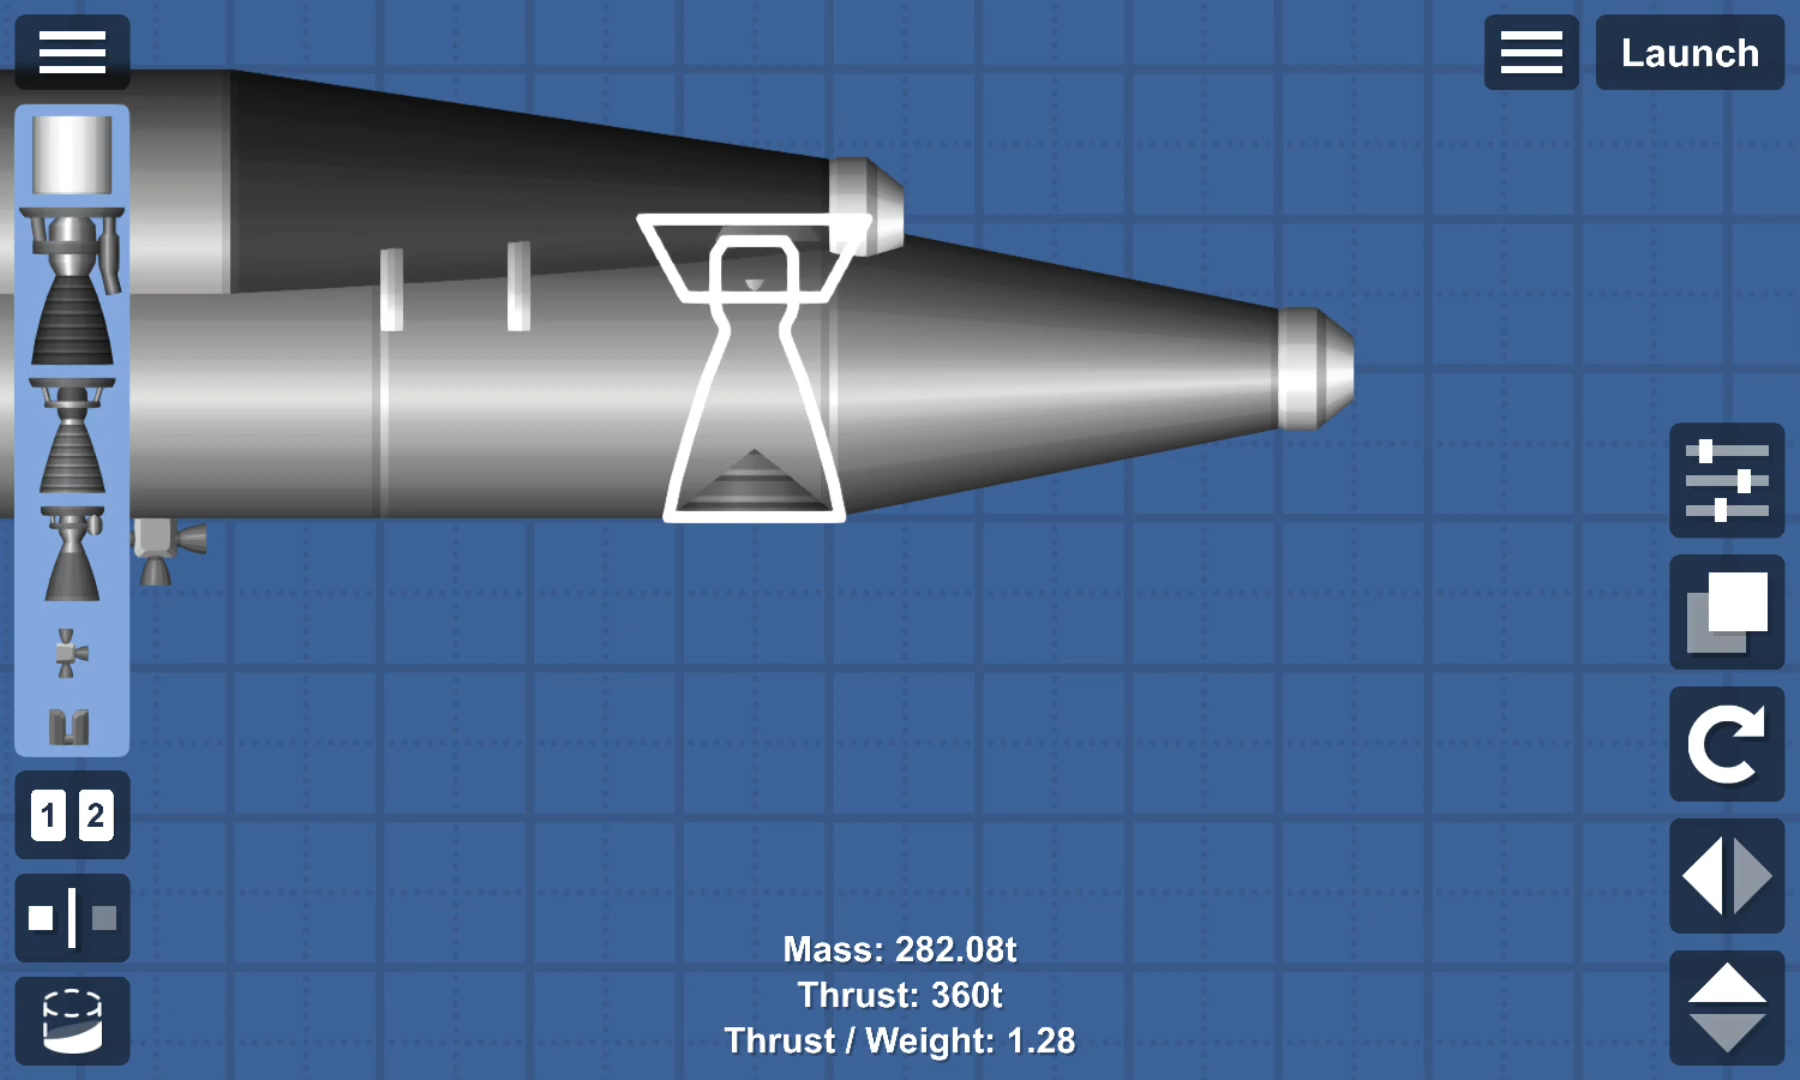 Launch
1 2
Mass: 282.08t
Thrust: 360t
Thrust / Weight: 1.28